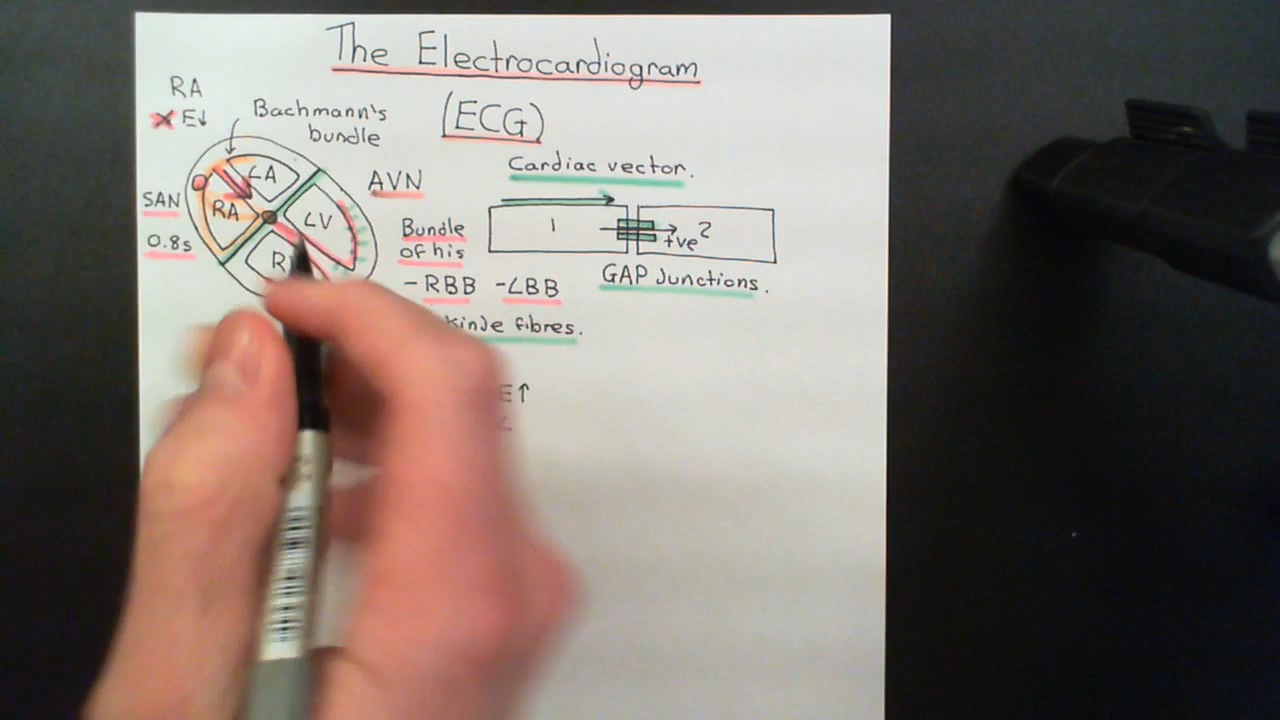 The Electrocardiogram
(ECG)
RA
E↓
Bachmann's
bundle
LA
RA
LV
SAN
0.8s
AVN
Bundle
of his
- RBB - LBB
fibres.
Cardiac vector.
1
+ve 2
GAP Junctions.
E↑